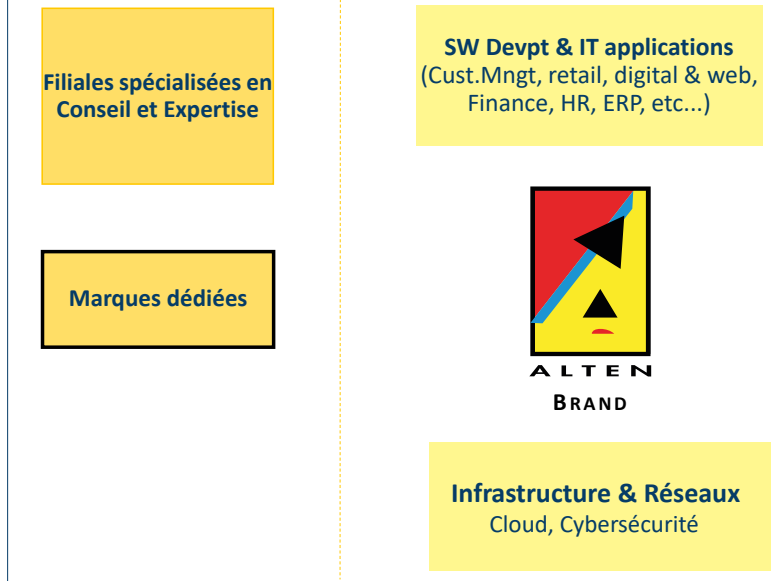 Filiales spécialisées en
Conseil et Expertise
Marques dédiées
SW Devpt & IT applications
(Cust.Mngt, retail, digital & web,
Finance, HR, ERP, etc...)
ALTEN
BRAND
Infrastructure & Réseaux
Cloud, Cybersécurité